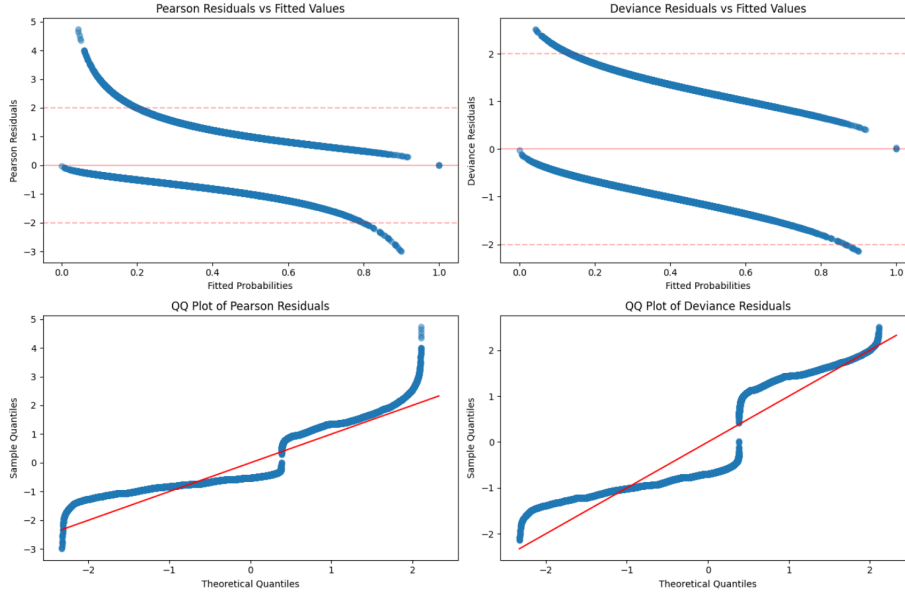 Pearson Residuals vs Fitted Values
Pearson Residuals
5
4
3
2
1
0
−1
−2
−3
0.0 0.2 0.4 0.6 0.8 1.0
Fitted Probabilities
Deviance Residuals vs Fitted Values
Deviance Residuals
2
1
0
−1
−2
0.0 0.2 0.4 0.6 0.8 1.0
Fitted Probabilities
QQ Plot of Pearson Residuals
Sample Quantiles
5
4
3
2
1
0
−1
−2
−3
−2 −1 0 1 2
Theoretical Quantiles
QQ Plot of Deviance Residuals
Sample Quantiles
2
1
0
−1
−2
−2 −1 0 1 2
Theoretical Quantiles